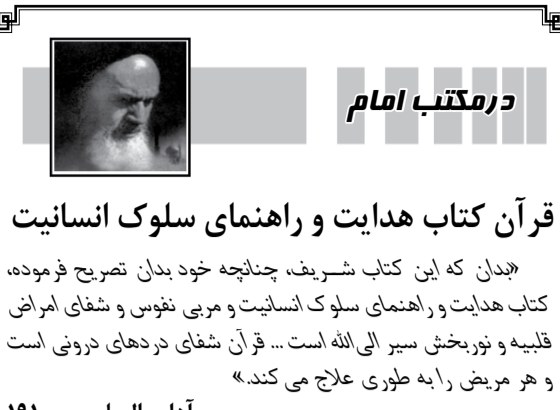 درمکتب امام
قرآن کتاب هدایت و راهنمای سلوک انسانیت
«بدان که این کتاب شـریف، چنانچه خود بدان تصریح فرموده،
کتاب هدایت و راهنمای سلوک انسانیت و مربی نفوس و شفای امراض
قلبیه و نوربخش سیر الی‌الله است ... قرآن شفای دردهای درونی است
و هر مریض را به طوری علاج می کند.»